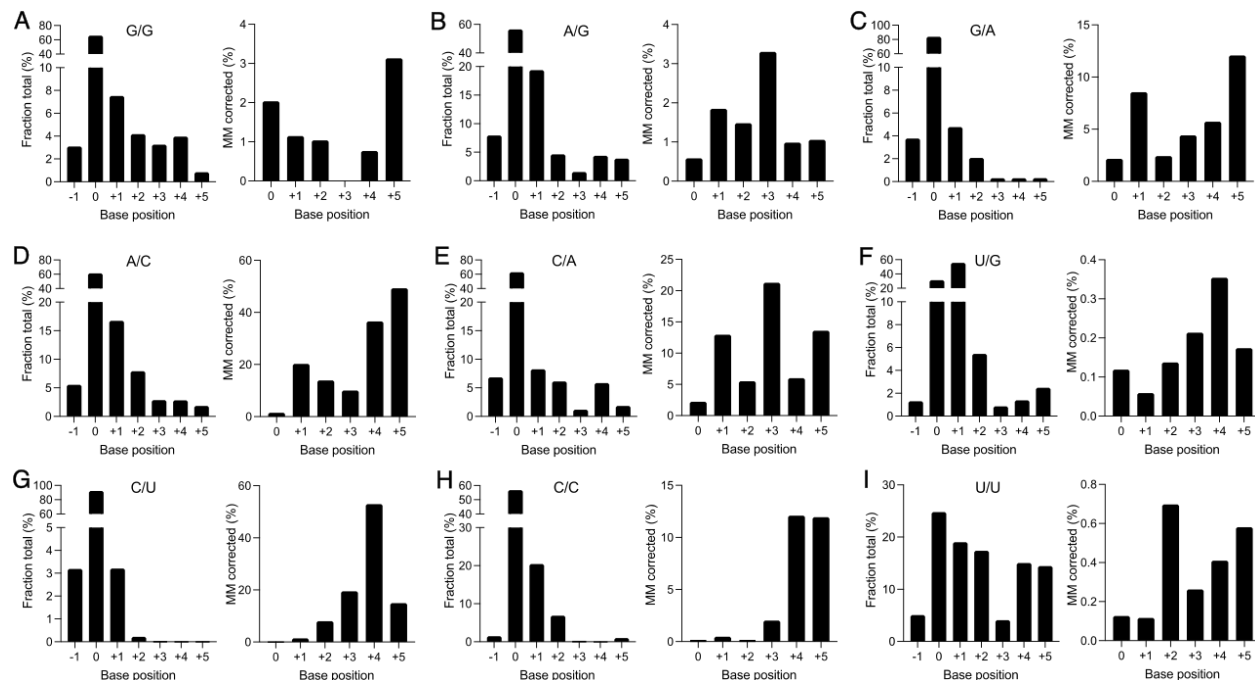 A
G/G
Fraction total (%)
80
60
40
10
8
6
4
2
0
-1 0 +1 +2 +3 +4 +5
Base position
MM corrected (%)
4
3
2
1
0
0 +1 +2 +3 +4 +5
Base position
B
A/G
Fraction total (%)
60
40
20
15
10
5
0
-1 0 +1 +2 +3 +4 +5
Base position
MM corrected (%)
4
3
2
1
0
0 +1 +2 +3 +4 +5
Base position
C
G/A
Fraction total (%)
100
80
60
40
10
8
6
4
2
0
-1 0 +1 +2 +3 +4 +5
Base position
MM corrected (%)
15
10
5
0
0 +1 +2 +3 +4 +5
Base position
D
A/C
Fraction total (%)
80
60
40
20
20
15
10
5
0
-1 0 +1 +2 +3 +4 +5
Base position
MM corrected (%)
60
40
20
0
0 +1 +2 +3 +4 +5
Base position
E
C/A
Fraction total (%)
80
60
40
20
20
15
10
5
0
-1 0 +1 +2 +3 +4 +5
Base position
MM corrected (%)
25
20
15
10
5
0
0 +1 +2 +3 +4 +5
Base position
F
U/G
Fraction total (%)
60
40
20
10
8
6
4
2
0
-1 0 +1 +2 +3 +4 +5
Base position
MM corrected (%)
0.4
0.3
0.2
0.1
0.0
0 +1 +2 +3 +4 +5
Base position
G
C/U
Fraction total (%)
100
80
60
40
5
4
3
2
1
0
-1 0 +1 +2 +3 +4 +5
Base position
MM corrected (%)
60
40
20
0
0 +1 +2 +3 +4 +5
Base position
H
C/C
Fraction total (%)
60
50
40
30
20
10
0
-1 0 +1 +2 +3 +4 +5
Base position
MM corrected (%)
15
10
5
0
0 +1 +2 +3 +4 +5
Base position
I
U/U
Fraction total (%)
30
20
10
0
-1 0 +1 +2 +3 +4 +5
Base position
MM corrected (%)
0.8
0.6
0.4
0.2
0.0
0 +1 +2 +3 +4 +5
Base position